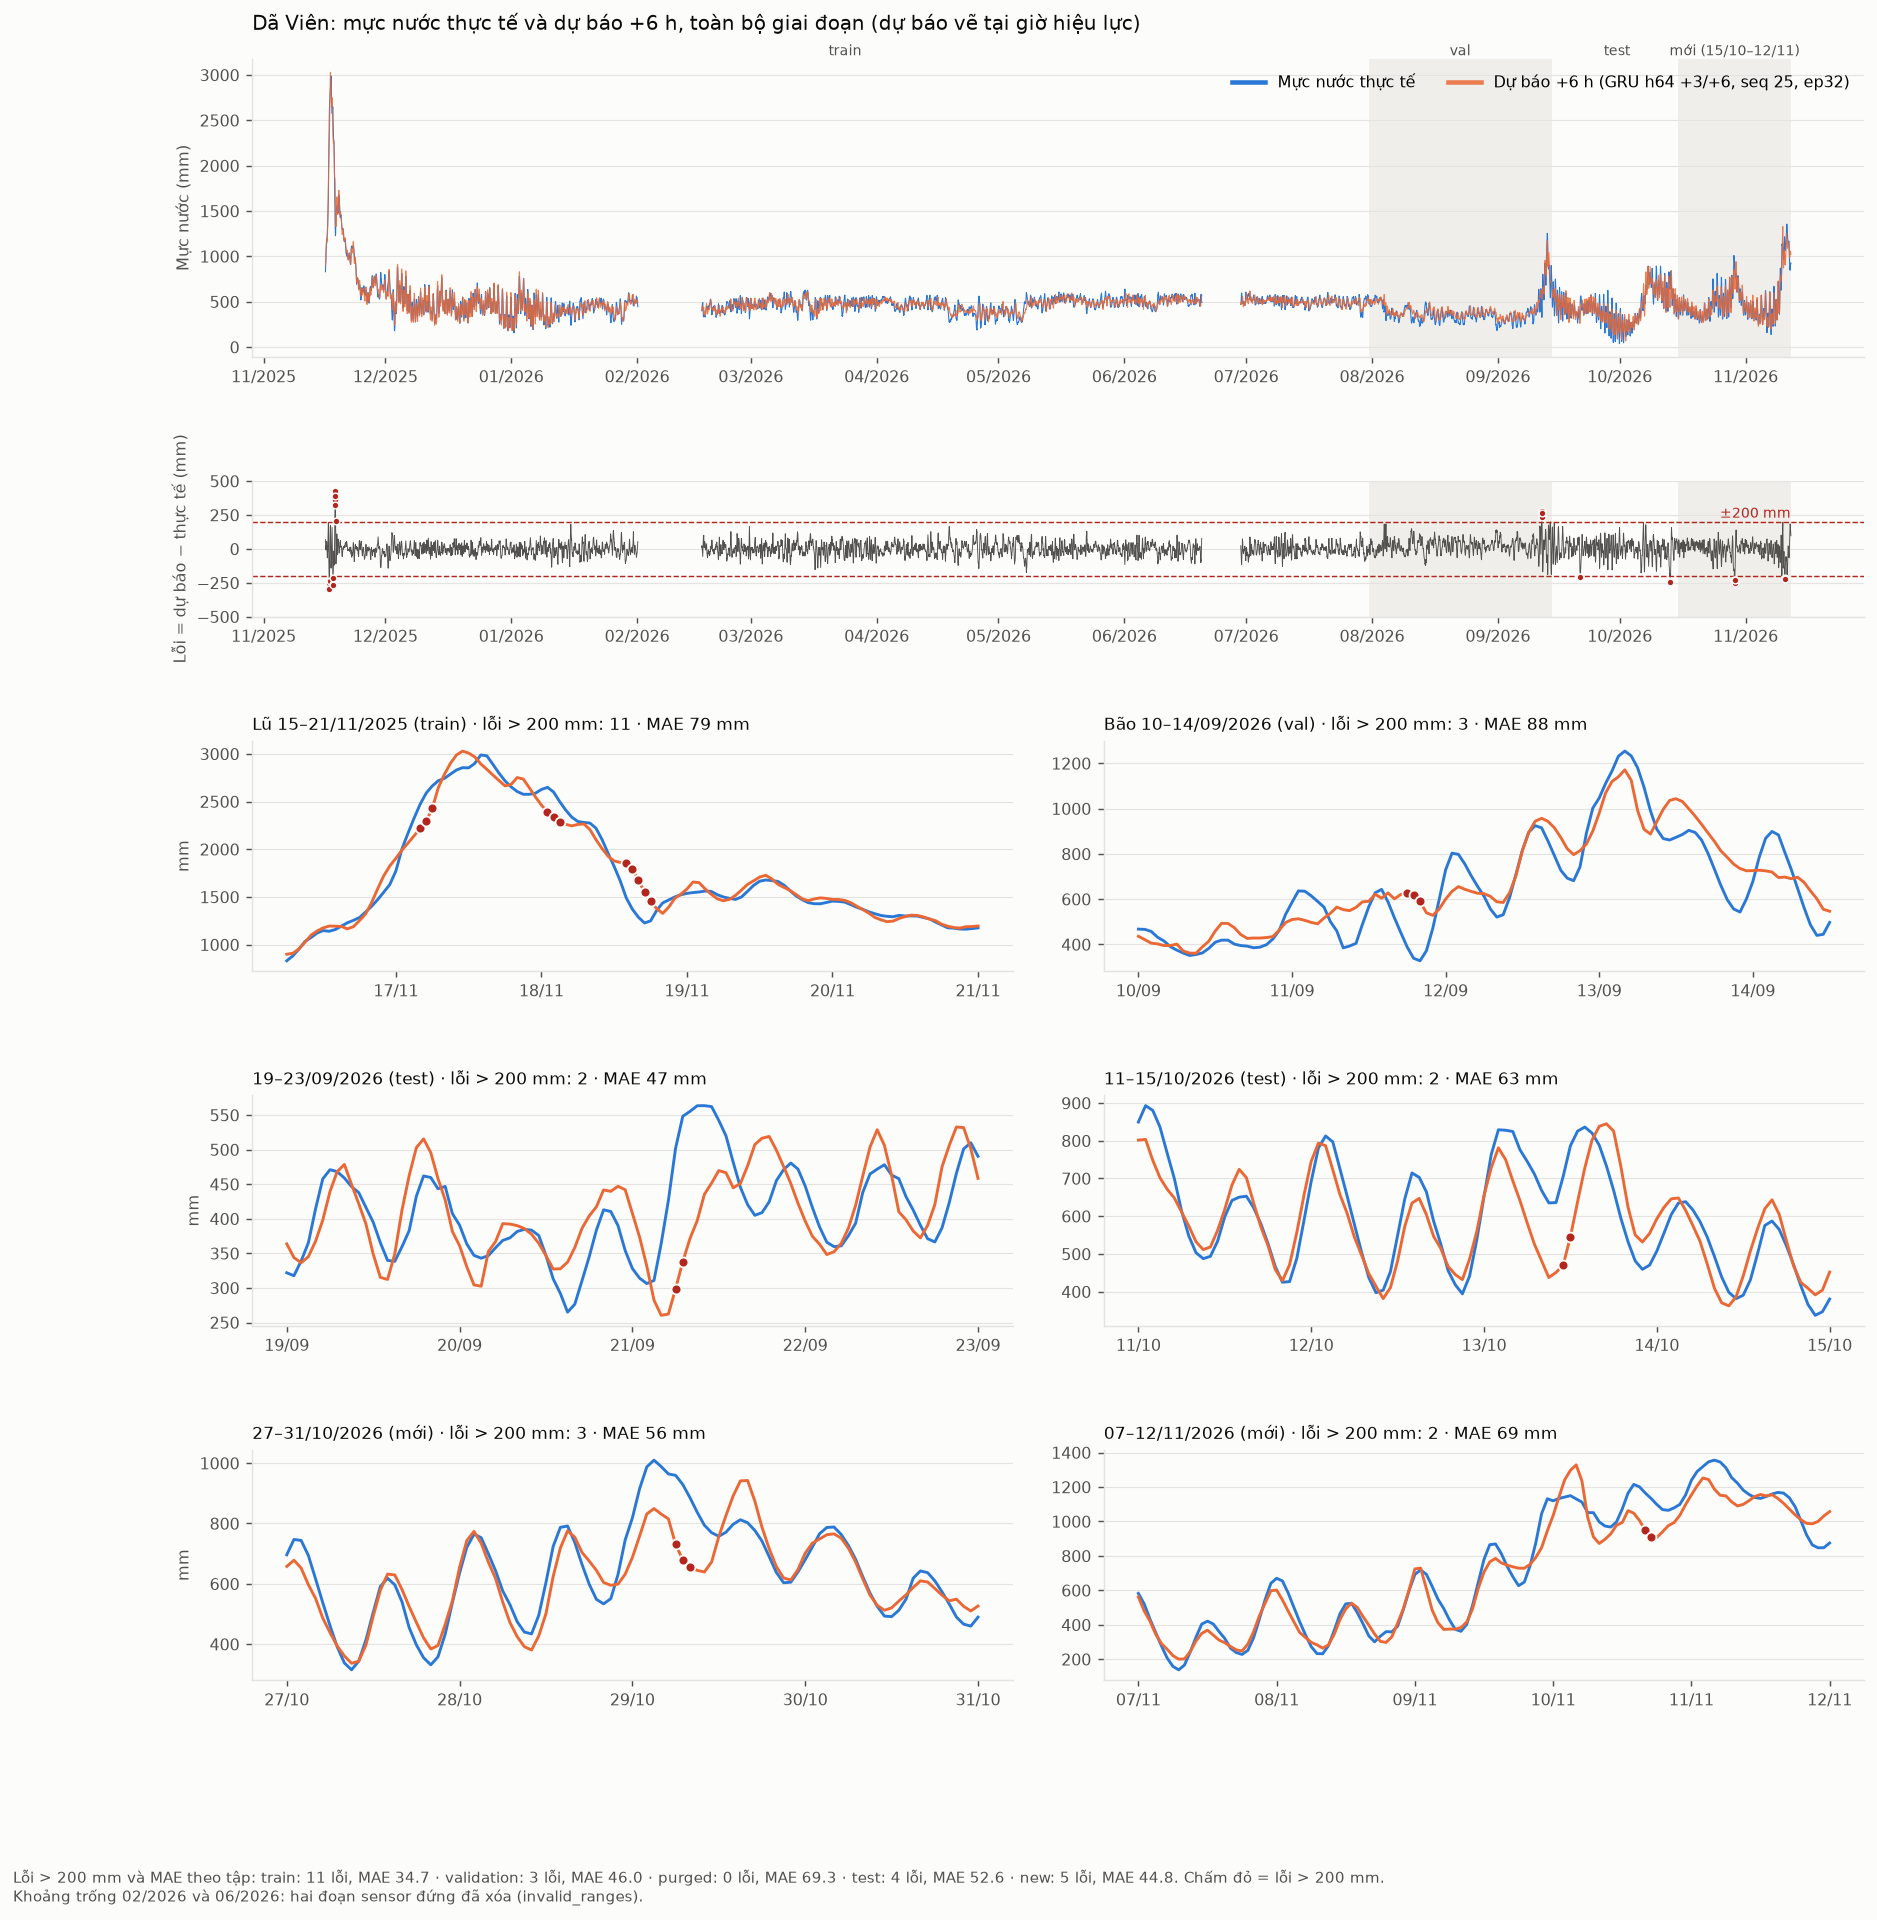 Dã Viên: mực nước thực tế và dự báo +6 h, toàn bộ giai đoạn (dự báo vẽ tại giờ hiệu lực)
train val test mới (15/10–12/11)
Mực nước thực tế Dự báo +6 h (GRU h64 +3/+6, seq 25, ep32)
Mực nước (mm)
3000
2500
2000
1500
1000
500
0
11/2025 12/2025 01/2026 02/2026 03/2026 04/2026 05/2026 06/2026 07/2026 08/2026 09/2026 10/2026 11/2026
Lỗi = dự báo − thực tế (mm)
500
250
0
−250
−500
±200 mm
11/2025 12/2025 01/2026 02/2026 03/2026 04/2026 05/2026 06/2026 07/2026 08/2026 09/2026 10/2026 11/2026
Lũ 15–21/11/2025 (train) · lỗi > 200 mm: 11 · MAE 79 mm
mm
3000
2500
2000
1500
1000
17/11 18/11 19/11 20/11 21/11
Bão 10–14/09/2026 (val) · lỗi > 200 mm: 3 · MAE 88 mm
1200
1000
800
600
400
10/09 11/09 12/09 13/09 14/09
19–23/09/2026 (test) · lỗi > 200 mm: 2 · MAE 47 mm
mm
550
500
450
400
350
300
250
19/09 20/09 21/09 22/09 23/09
11–15/10/2026 (test) · lỗi > 200 mm: 2 · MAE 63 mm
900
800
700
600
500
400
11/10 12/10 13/10 14/10 15/10
27–31/10/2026 (mới) · lỗi > 200 mm: 3 · MAE 56 mm
mm
1000
800
600
400
27/10 28/10 29/10 30/10 31/10
07–12/11/2026 (mới) · lỗi > 200 mm: 2 · MAE 69 mm
1400
1200
1000
800
600
400
200
07/11 08/11 09/11 10/11 11/11 12/11
Lỗi > 200 mm và MAE theo tập: train: 11 lỗi, MAE 34.7 · validation: 3 lỗi, MAE 46.0 · purged: 0 lỗi, MAE 69.3 · test: 4 lỗi, MAE 52.6 · new: 5 lỗi, MAE 44.8. Chấm đỏ = lỗi > 200 mm.
Khoảng trống 02/2026 và 06/2026: hai đoạn sensor đứng đã xóa (invalid_ranges).